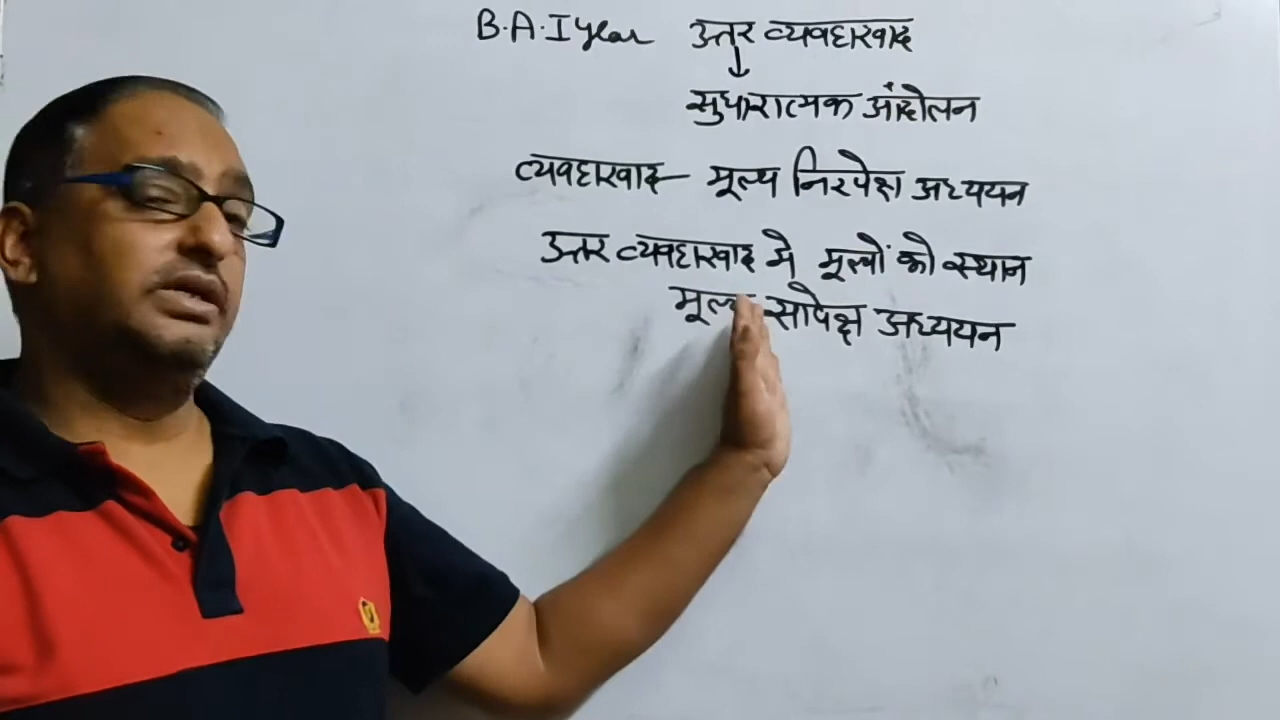 B.A.I year उत्तर व्यवहारवाद
सुधारात्मक आंदोलन
व्यवहारवाद - मूल्य निरपेक्ष अध्ययन
उत्तर व्यवहारवाद मे मूल्यों को स्थान
मूल्य सापेक्ष अध्ययन